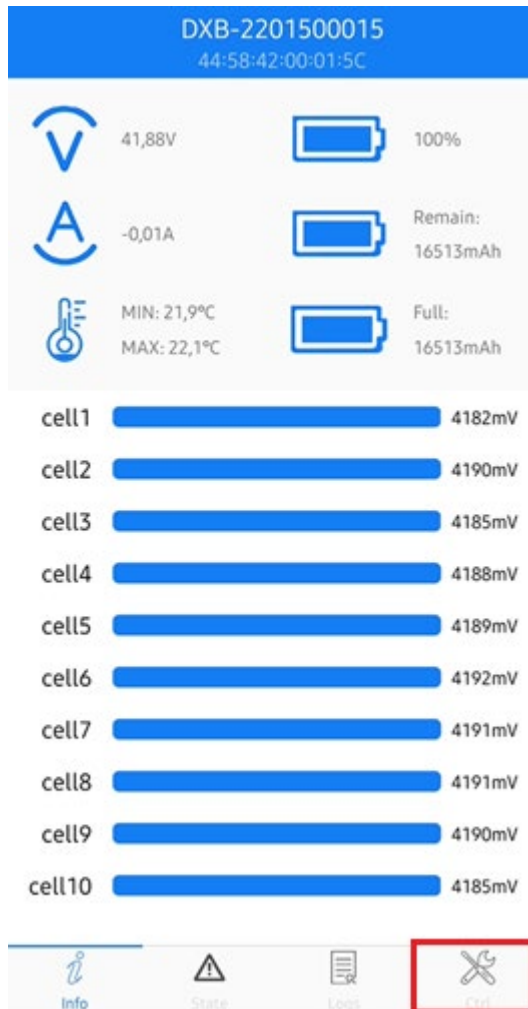 DXB-2201500015
44:58:42:00:01:5C
41,88V
100%
-0,01A
Remain:
16513mAh
MIN: 21,9°C
MAX: 22,1°C
Full:
16513mAh
cell1 4182mV
cell2 4190mV
cell3 4185mV
cell4 4188mV
cell5 4189mV
cell6 4192mV
cell7 4191mV
cell8 4191mV
cell9 4190mV
cell10 4185mV
Info State Logs Ctrl